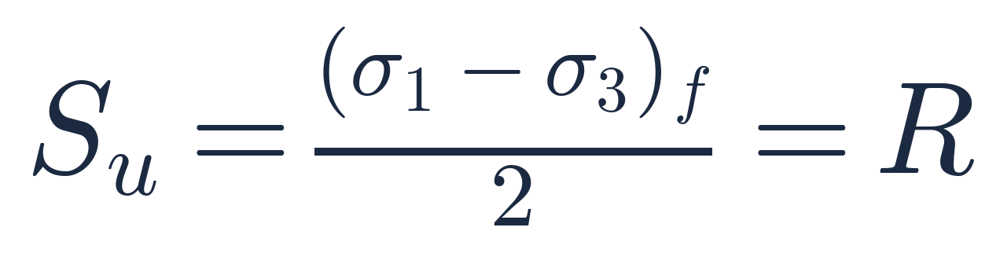 S_u = \frac{(\sigma_1 - \sigma_3)_f}{2} = R